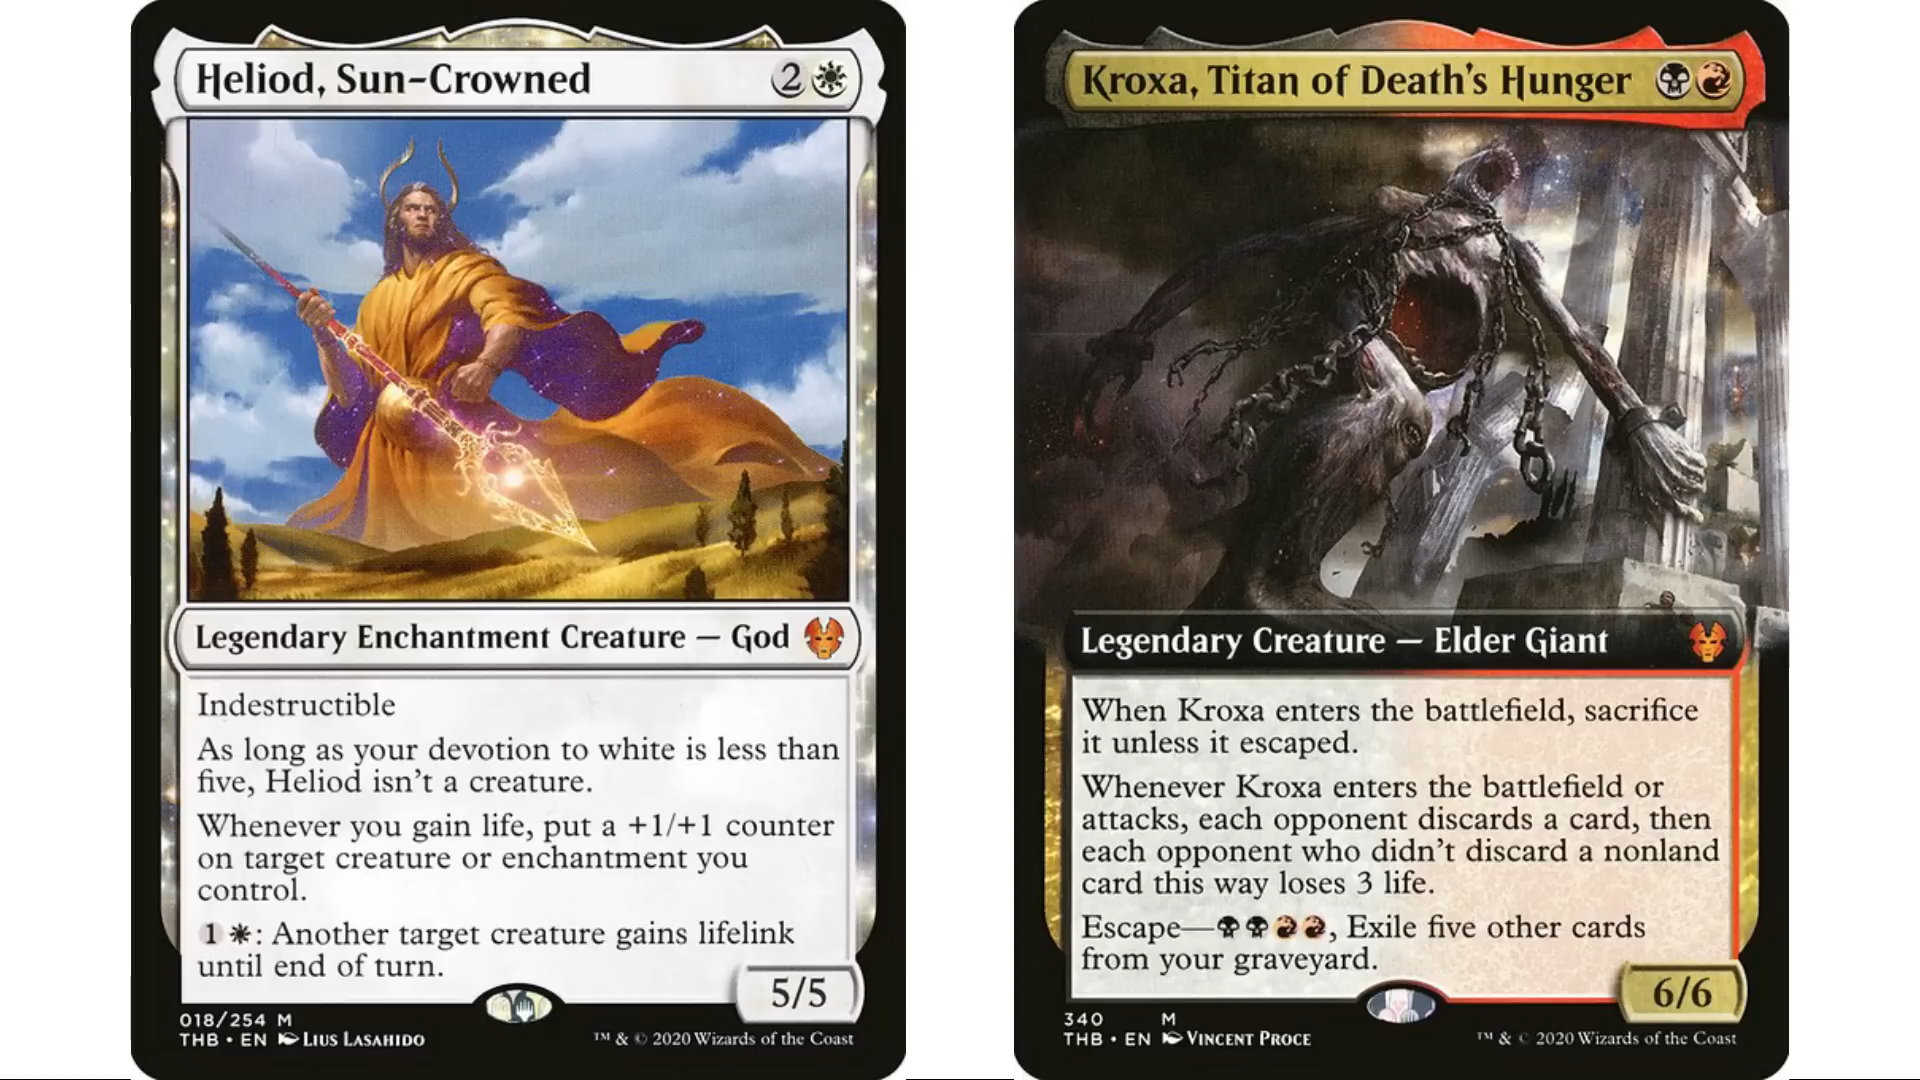 Heliod, Sun-Crowned 2
Legendary Enchantment Creature — God
Indestructible
As long as your devotion to white is less than
five, Heliod isn't a creature.
Whenever you gain life, put a +1/+1 counter
on target creature or enchantment you
control.
1 : Another target creature gains lifelink
until end of turn.
5/5
018/254 M
THB • EN LIUS LASAHIDO
™ & © 2020 Wizards of the Coast
Kroxa, Titan of Death's Hunger
Legendary Creature — Elder Giant
When Kroxa enters the battlefield, sacrifice
it unless it escaped.
Whenever Kroxa enters the battlefield or
attacks, each opponent discards a card, then
each opponent who didn't discard a nonland
card this way loses 3 life.
Escape— , Exile five other cards
from your graveyard.
6/6
340 M
THB • EN VINCENT PROCE
™ & © 2020 Wizards of the Coast